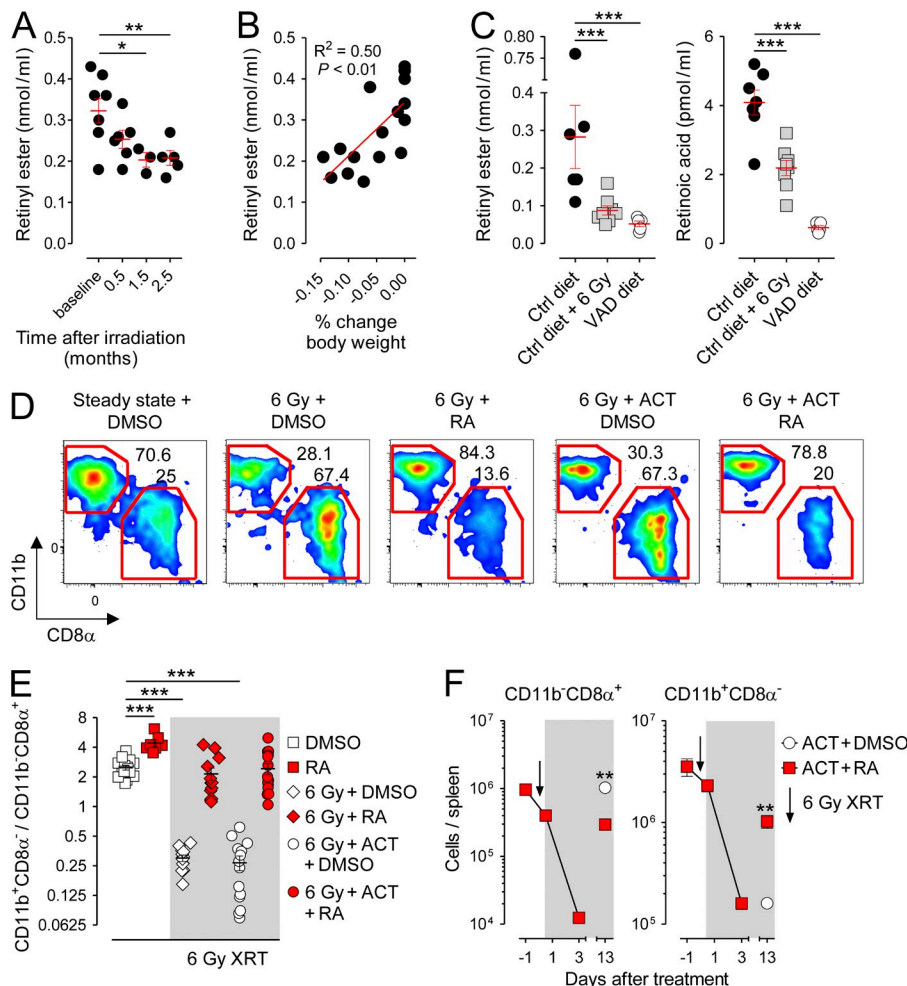 A
Retinyl ester (nmol/ml)
0.5
0.4
0.3
0.2
0.1
0.0
**
*
baseline
0.5
1.5
2.5
Time after irradiation
(months)
B
Retinyl ester (nmol/ml)
0.5
0.4
0.3
0.2
0.1
0.0
R² = 0.50
P < 0.01
-0.15
-0.10
-0.05
0.00
% change
body weight
C
Retinyl ester (nmol/ml)
0.80
0.55
0.3
0.2
0.1
0.0
***
***
Ctrl diet
Ctrl diet + 6 Gy
VAD diet
Retinoic acid (pmol/ml)
6
4
2
0
***
***
Ctrl diet
Ctrl diet + 6 Gy
VAD diet
D
Steady state +
DMSO
6 Gy +
DMSO
6 Gy +
RA
6 Gy + ACT
DMSO
6 Gy + ACT
RA
70.6
25
28.1
67.4
84.3
13.6
30.3
67.3
78.8
20
0
0
CD11b
CD8α
E
CD11b⁺CD8α⁻ / CD11b⁻CD8α⁺
8
4
2
1
0.5
0.25
0.125
0.0625
***
***
***
6 Gy XRT
DMSO
RA
6 Gy + DMSO
6 Gy + RA
6 Gy + ACT
+ DMSO
6 Gy + ACT
+ RA
F
CD11b⁻CD8α⁺
CD11b⁺CD8α⁻
Cells / spleen
10⁷
10⁶
10⁵
10⁴
**
-1 1 3 13
10⁷
10⁶
10⁵
**
-1 1 3 13
Days after treatment
ACT + DMSO
ACT + RA
6 Gy XRT